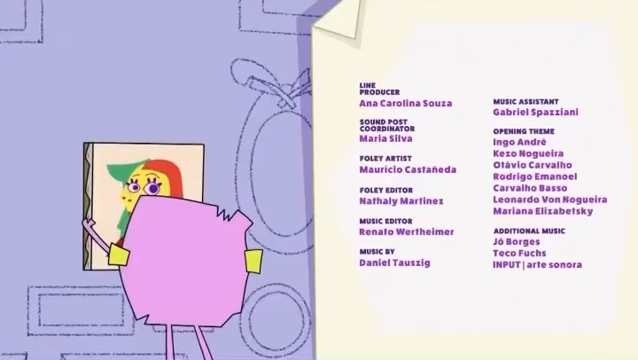 LINE
PRODUCER
Ana Carolina Souza
SOUND POST
COORDINATOR
Maria Silva
FOLEY ARTIST
Mauricio Castañeda
FOLEY EDITOR
Nathaly Martinez
MUSIC EDITOR
Renato Wertheimer
MUSIC BY
Daniel Tauszig
MUSIC ASSISTANT
Gabriel Spazziani
OPENING THEME
Ingo André
Kezo Nogueira
Otávio Carvalho
Rodrigo Emanoel
Carvalho Basso
Leonardo Von Nogueira
Mariana Elizabetsky
ADDITIONAL MUSIC
Jô Borges
Teco Fuchs
INPUT | arte sonora